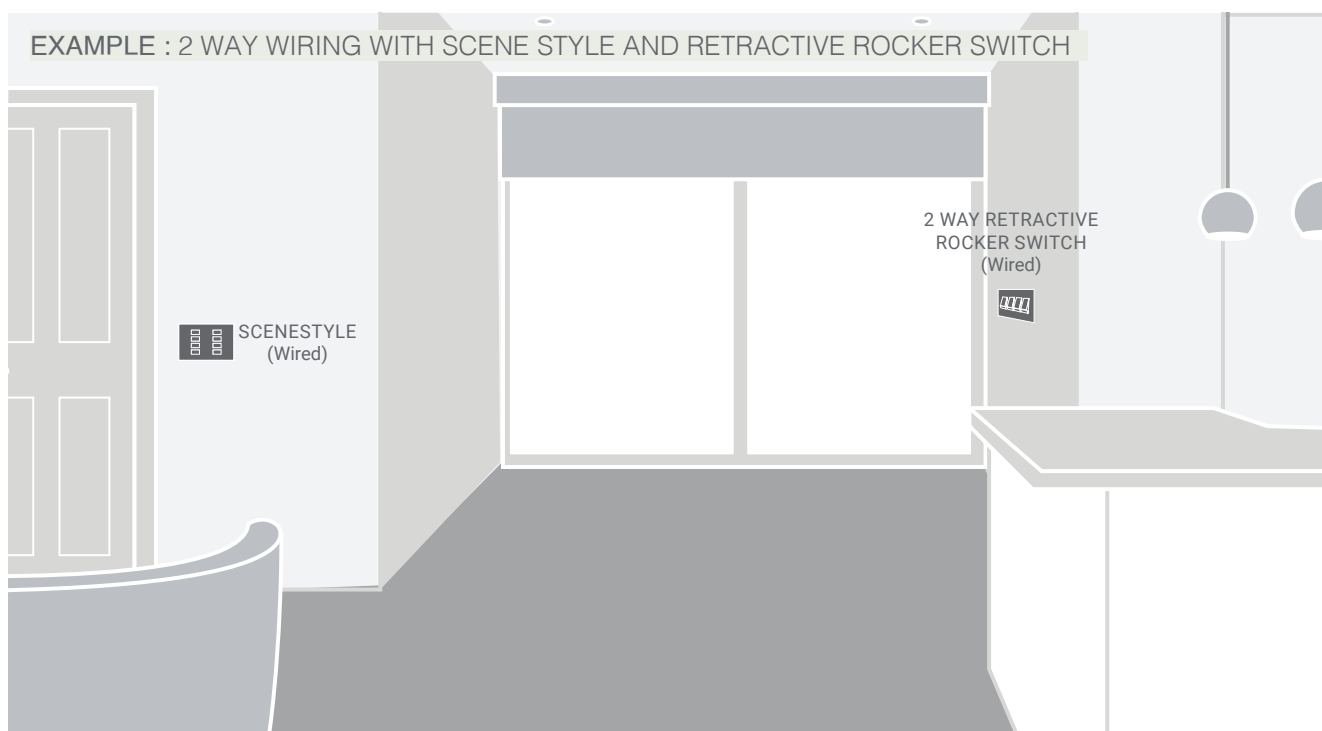 EXAMPLE : 2 WAY WIRING WITH SCENE STYLE AND RETRACTIVE ROCKER SWITCH
2 WAY RETRACTIVE
ROCKER SWITCH
(Wired)
SCENESTYLE
(Wired)